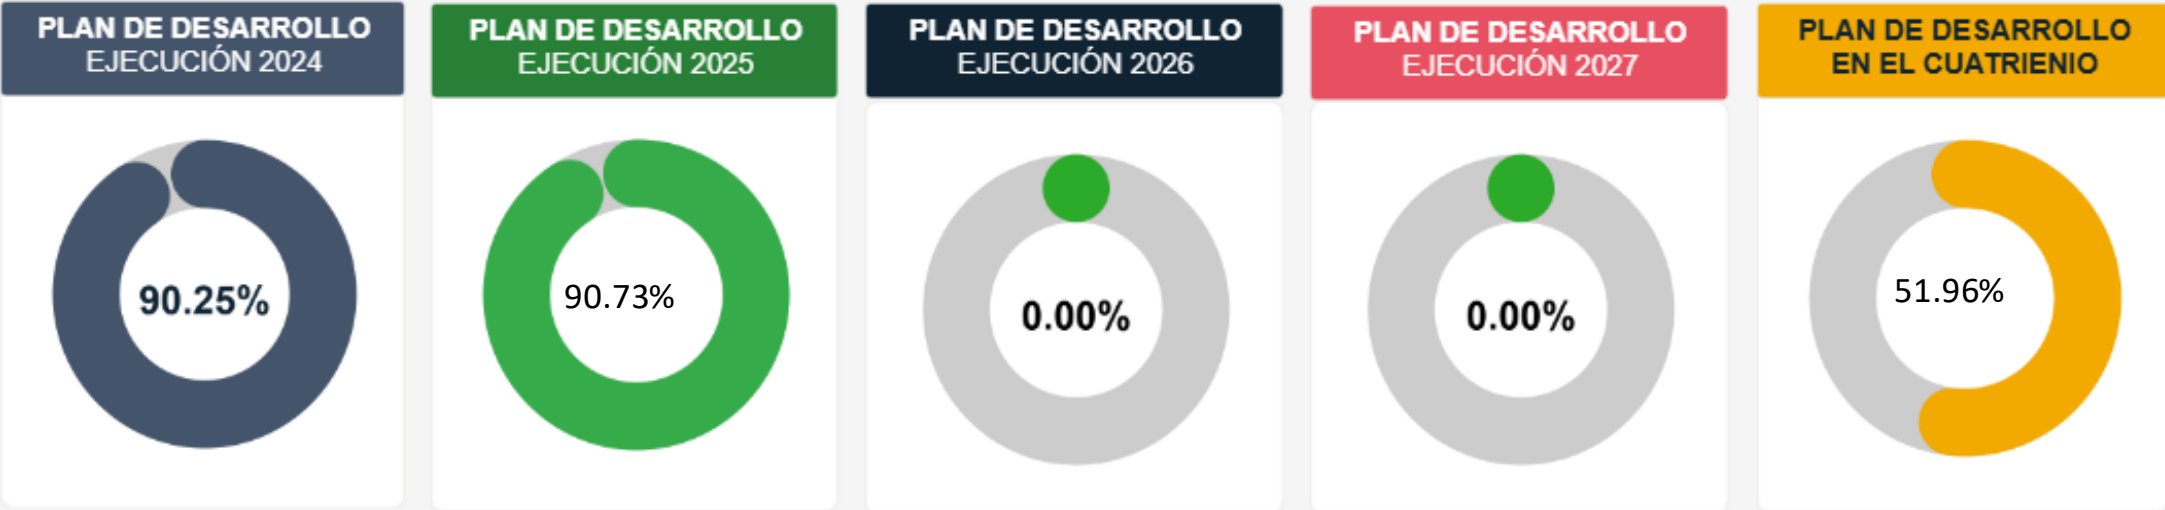 PLAN DE DESARROLLO
EJECUCIÓN 2024
90.25%
PLAN DE DESARROLLO
EJECUCIÓN 2025
90.73%
PLAN DE DESARROLLO
EJECUCIÓN 2026
0.00%
PLAN DE DESARROLLO
EJECUCIÓN 2027
0.00%
PLAN DE DESARROLLO
EN EL CUATRIENIO
51.96%